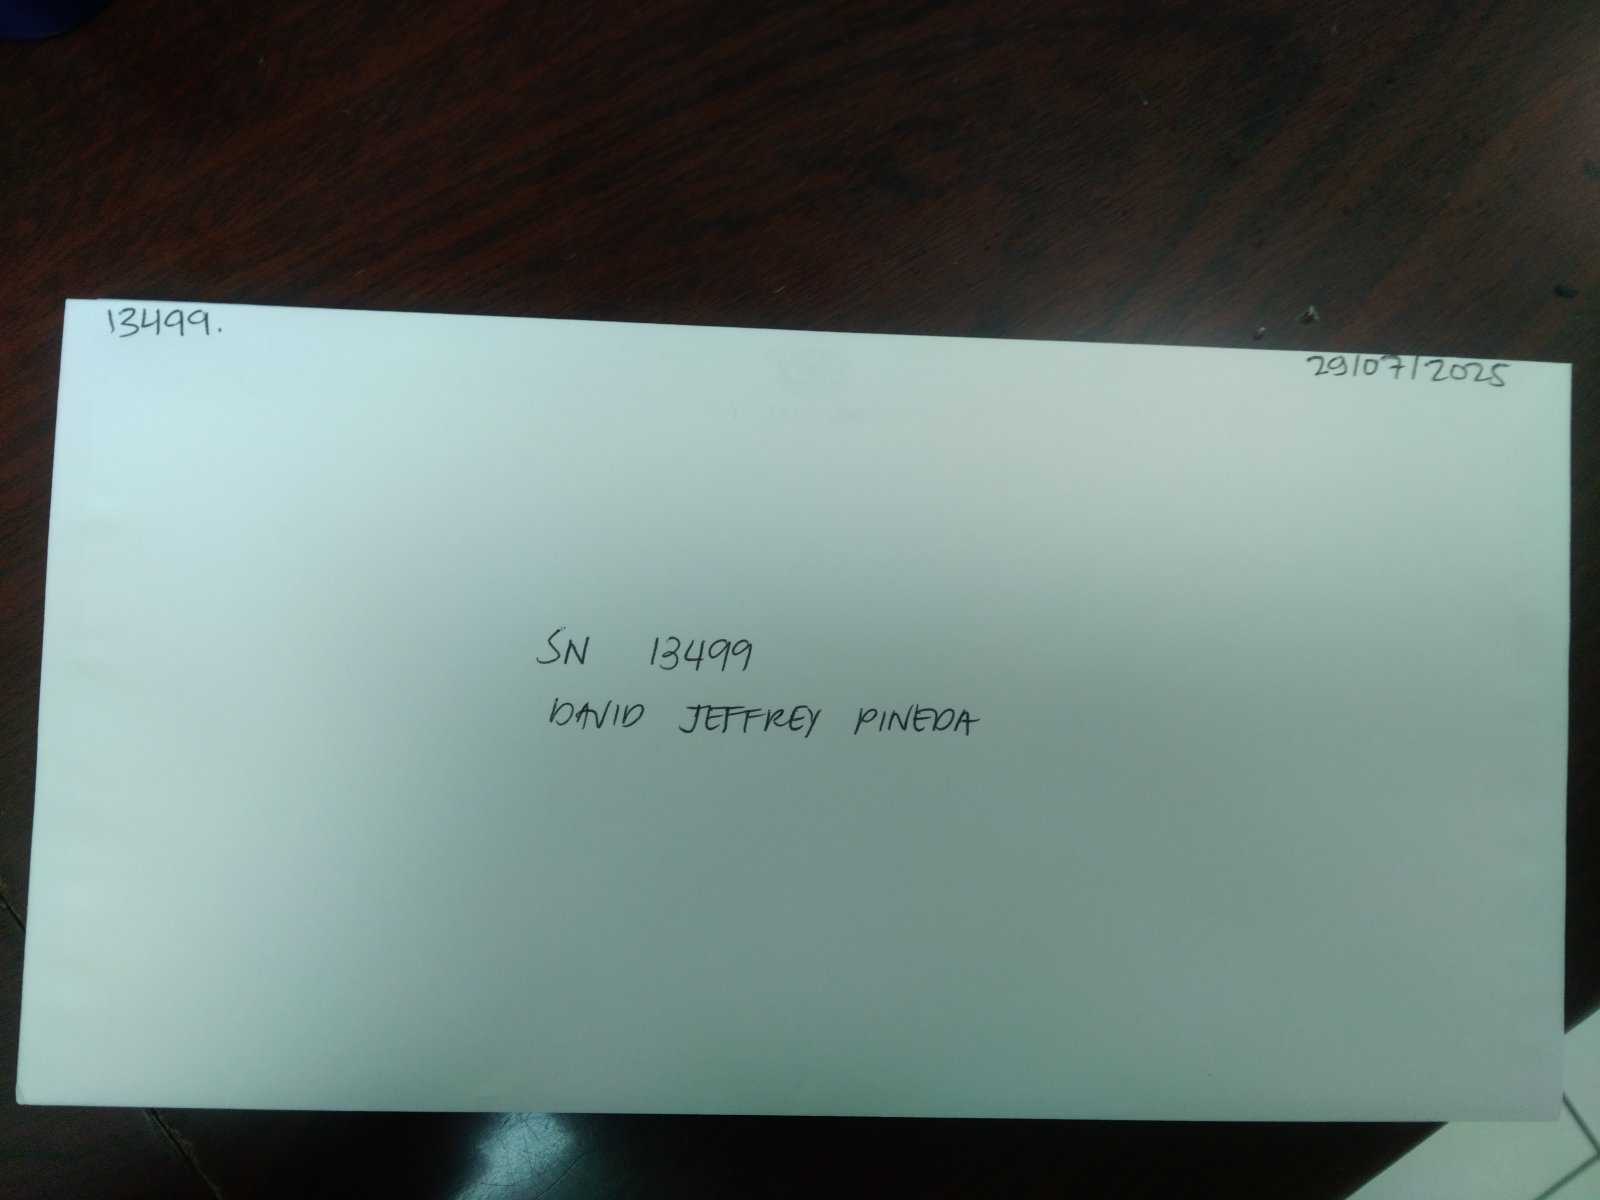 13499.
29/07/2025
SN 13499
DAVID JEFFREY PINEDA